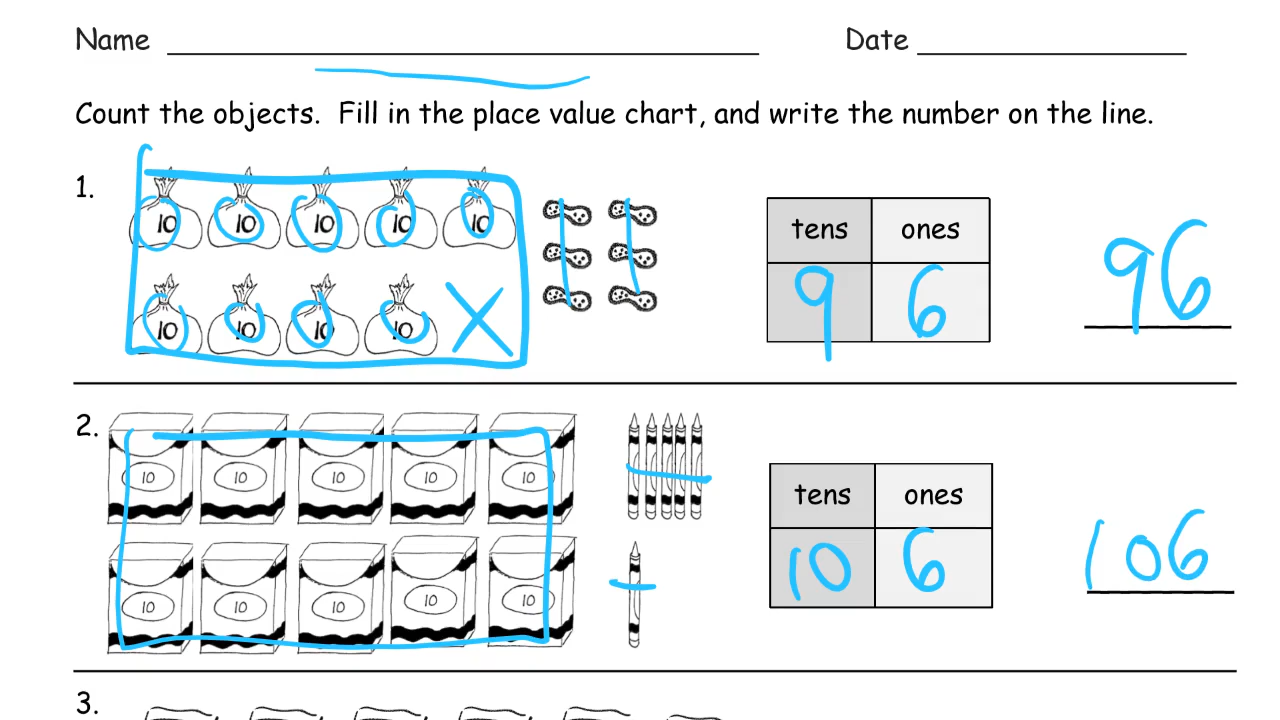 Name Date
Count the objects. Fill in the place value chart, and write the number on the line.
1.
10 10 10 10 10
10 10 10 10
tens ones
9 6
96
2.
10 10 10 10 10
10 10 10 10 10
tens ones
10 6
106
3.